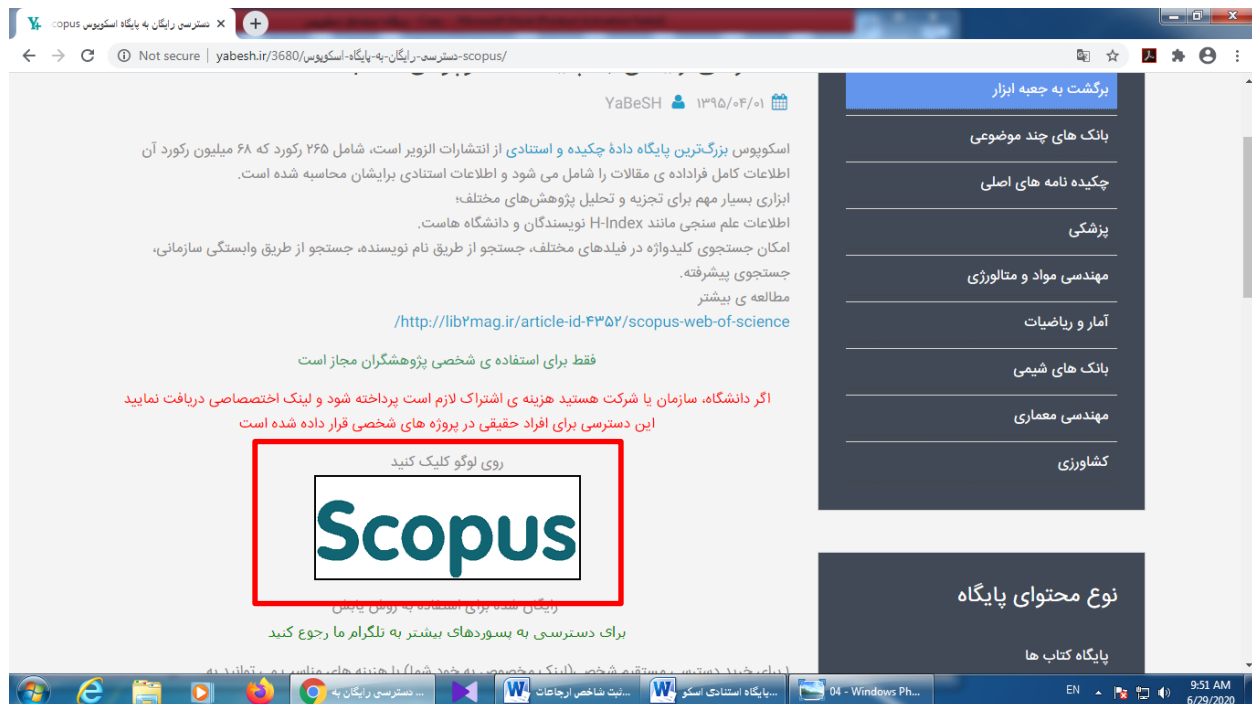 دسترسی رایگان به پایگاه اسکوپوس copus
Not secure | yabesh.ir/3680/دسترسی-رایگان-به-پایگاه-اسکوپوس-scopus/
YaBeSH ۱۳۹۵/۰۴/۰۱
اسکوپوس بزرگ‌ترین پایگاه دادهٔ چکیده و استنادی از انتشارات الزویر است، شامل ۲۶۵ رکورد که ۶۸ میلیون رکورد آن
اطلاعات کامل فراداده ی مقالات را شامل می شود و اطلاعات استنادی برایشان محاسبه شده است.
ابزاری بسیار مهم برای تجزیه و تحلیل پژوهش‌های مختلف؛
اطلاعات علم سنجی مانند H-Index نویسندگان و دانشگاه هاست.
امکان جستجوی کلیدواژه در فیلدهای مختلف، جستجو از طریق نام نویسنده، جستجو از طریق وابستگی سازمانی،
جستجوی پیشرفته.
مطالعه ی بیشتر
/http://lib۲mag.ir/article-id-۴۳۵۲/scopus-web-of-science
فقط برای استفاده ی شخصی پژوهشگران مجاز است
اگر دانشگاه، سازمان یا شرکت هستید هزینه ی اشتراک لازم است پرداخته شود و لینک اختصصاصی دریافت نمایید
این دسترسی برای افراد حقیقی در پروژه های شخصی قرار داده شده است
روی لوگو کلیک کنید
Scopus
رایگان شده برای استفاده به روش یابش
برای دسترسی به پسوردهای بیشتر به تلگرام ما رجوع کنید
برگشت به جعبه ابزار
بانک های چند موضوعی
چکیده نامه های اصلی
پزشکی
مهندسی مواد و متالورژی
آمار و ریاضیات
بانک های شیمی
مهندسی معماری
کشاورزی
نوع محتوای پایگاه
پایگاه کتاب ها
دسترسی رایگان به ...
ثبت شاخص ارجاعات...
پایگاه استنادی اسکو...
04 - Windows Ph...
EN
9:51 AM
6/29/2020